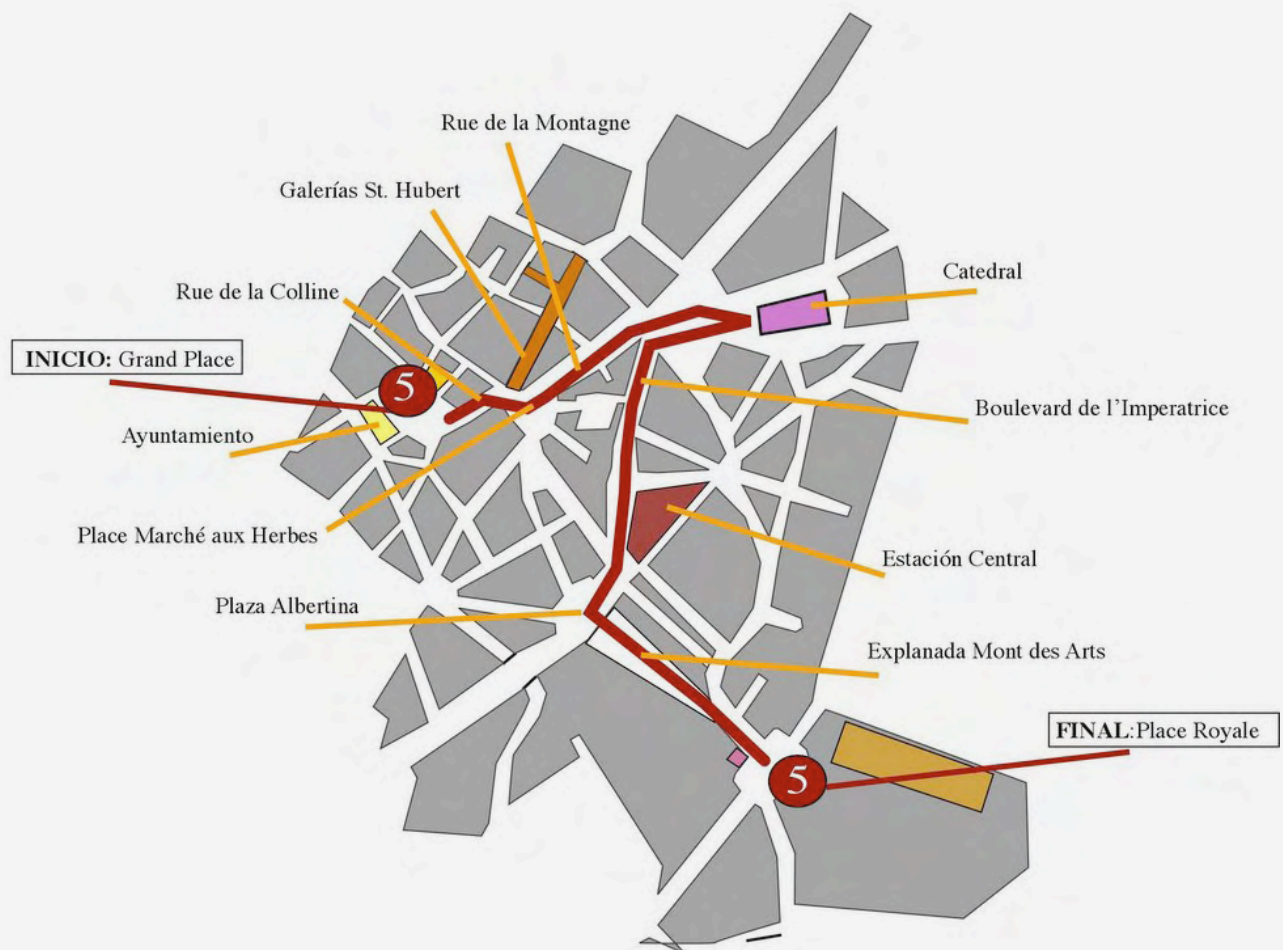 Rue de la Montagne
Galerías St. Hubert
Catedral
Rue de la Colline
INICIO: Grand Place
5
Boulevard de l'Imperatrice
Ayuntamiento
Place Marché aux Herbes
Estación Central
Plaza Albertina
Explanada Mont des Arts
FINAL:Place Royale
5